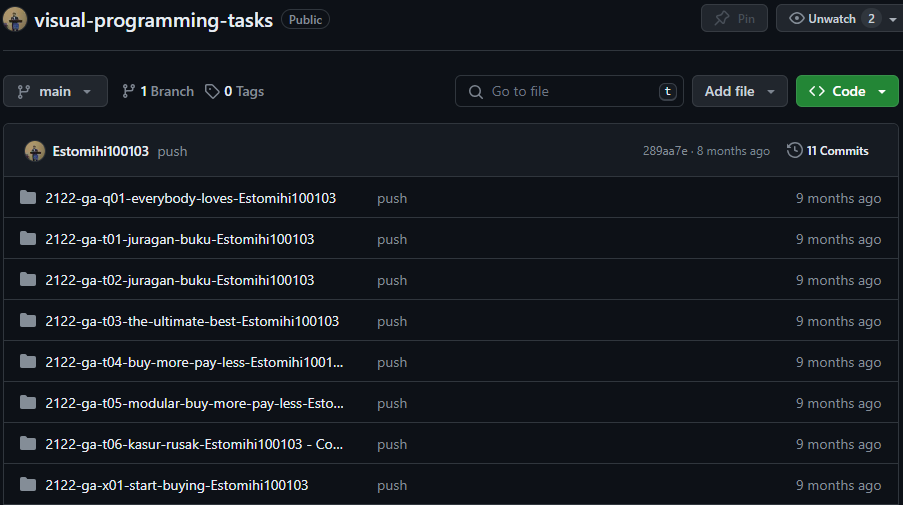 visual-programming-tasks Public Pin Unwatch 2
main 1 Branch 0 Tags Go to file t Add file Code
Estomihi100103 push 289aa7e · 8 months ago 11 Commits
2122-ga-q01-everybody-loves-Estomihi100103 push 9 months ago
2122-ga-t01-juragan-buku-Estomihi100103 push 9 months ago
2122-ga-t02-juragan-buku-Estomihi100103 push 9 months ago
2122-ga-t03-the-ultimate-best-Estomihi100103 push 9 months ago
2122-ga-t04-buy-more-pay-less-Estomihi1001... push 9 months ago
2122-ga-t05-modular-buy-more-pay-less-Esto... push 9 months ago
2122-ga-t06-kasur-rusak-Estomihi100103 - Co... push 9 months ago
2122-ga-x01-start-buying-Estomihi100103 push 9 months ago